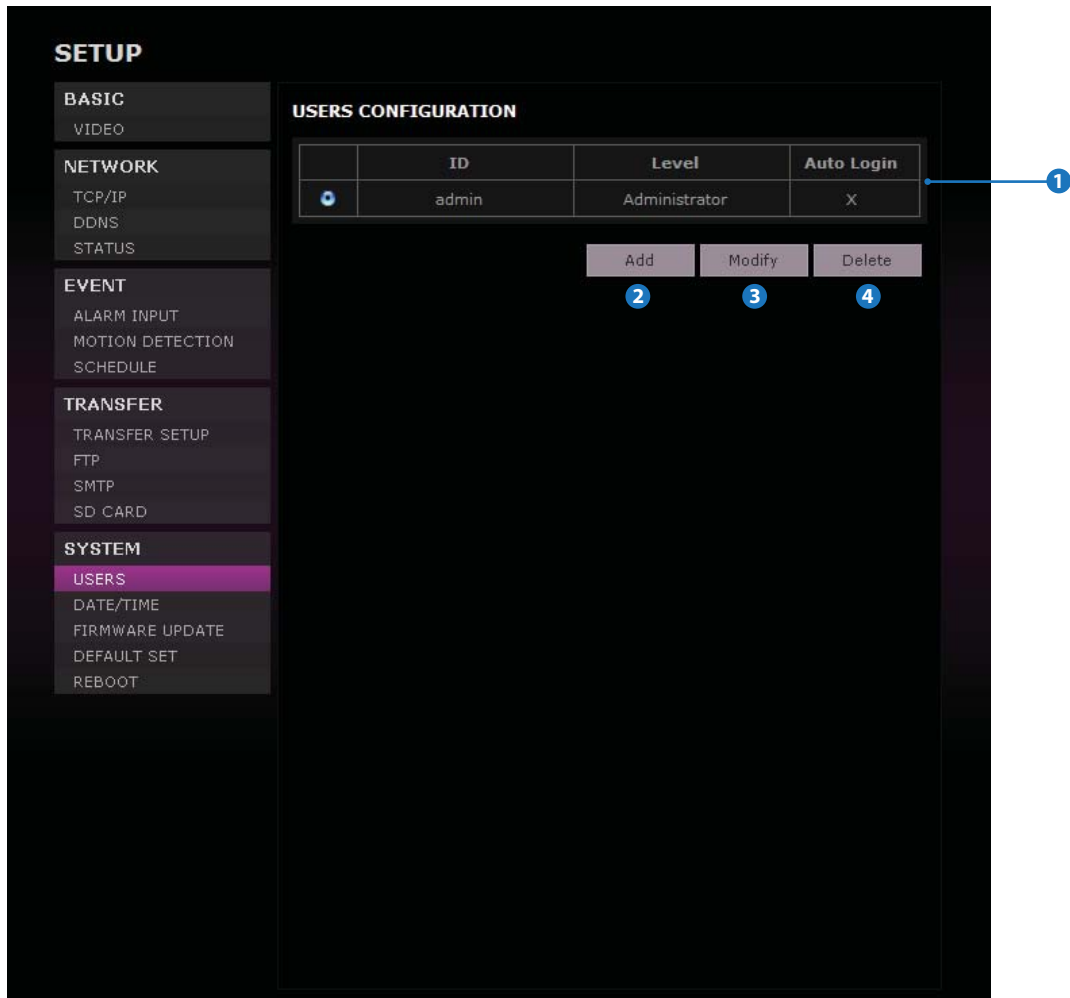 SETUP
BASIC
VIDEO
NETWORK
TCP/IP
DDNS
STATUS
EVENT
ALARM INPUT
MOTION DETECTION
SCHEDULE
TRANSFER
TRANSFER SETUP
FTP
SMTP
SD CARD
SYSTEM
USERS
DATE/TIME
FIRMWARE UPDATE
DEFAULT SET
REBOOT
USERS CONFIGURATION
ID Level Auto Login
admin Administrator X
1
Add Modify Delete
2 3 4